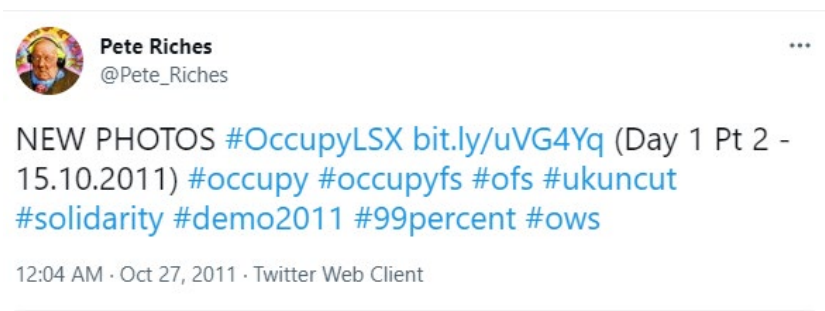 Pete Riches
@Pete_Riches
NEW PHOTOS #OccupyLSX bit.ly/uVG4Yq (Day 1 Pt 2 -
15.10.2011) #occupy #occupyfs #ofs #ukuncut
#solidarity #demo2011 #99percent #ows
12:04 AM · Oct 27, 2011 · Twitter Web Client